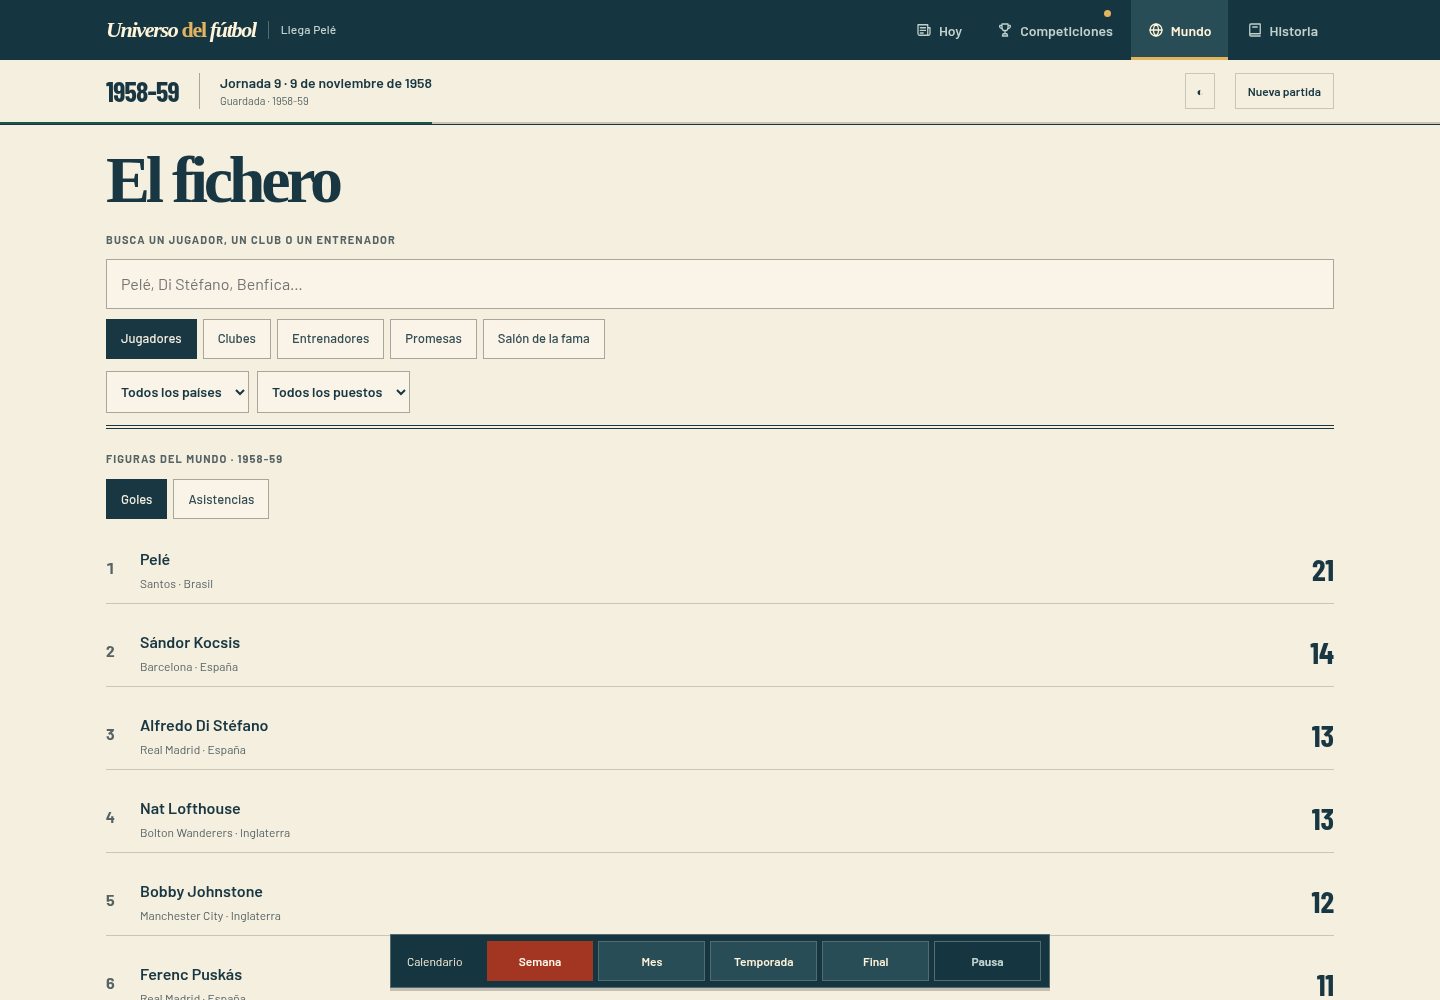 Universo del fútbol
Llega Pelé
Hoy
Competiciones
Mundo
Historia
1958-59
Jornada 9 · 9 de noviembre de 1958
Guardada · 1958-59
Nueva partida
El fichero
BUSCA UN JUGADOR, UN CLUB O UN ENTRENADOR
Pelé, Di Stéfano, Benfica...
Jugadores
Clubes
Entrenadores
Promesas
Salón de la fama
Todos los países
Todos los puestos
FIGURAS DEL MUNDO · 1958-59
Goles
Asistencias
1
Pelé
Santos · Brasil
21
2
Sándor Kocsis
Barcelona · España
14
3
Alfredo Di Stéfano
Real Madrid · España
13
4
Nat Lofthouse
Bolton Wanderers · Inglaterra
13
5
Bobby Johnstone
Manchester City · Inglaterra
12
6
Ferenc Puskás
Real Madrid · España
11
Calendario
Semana
Mes
Temporada
Final
Pausa